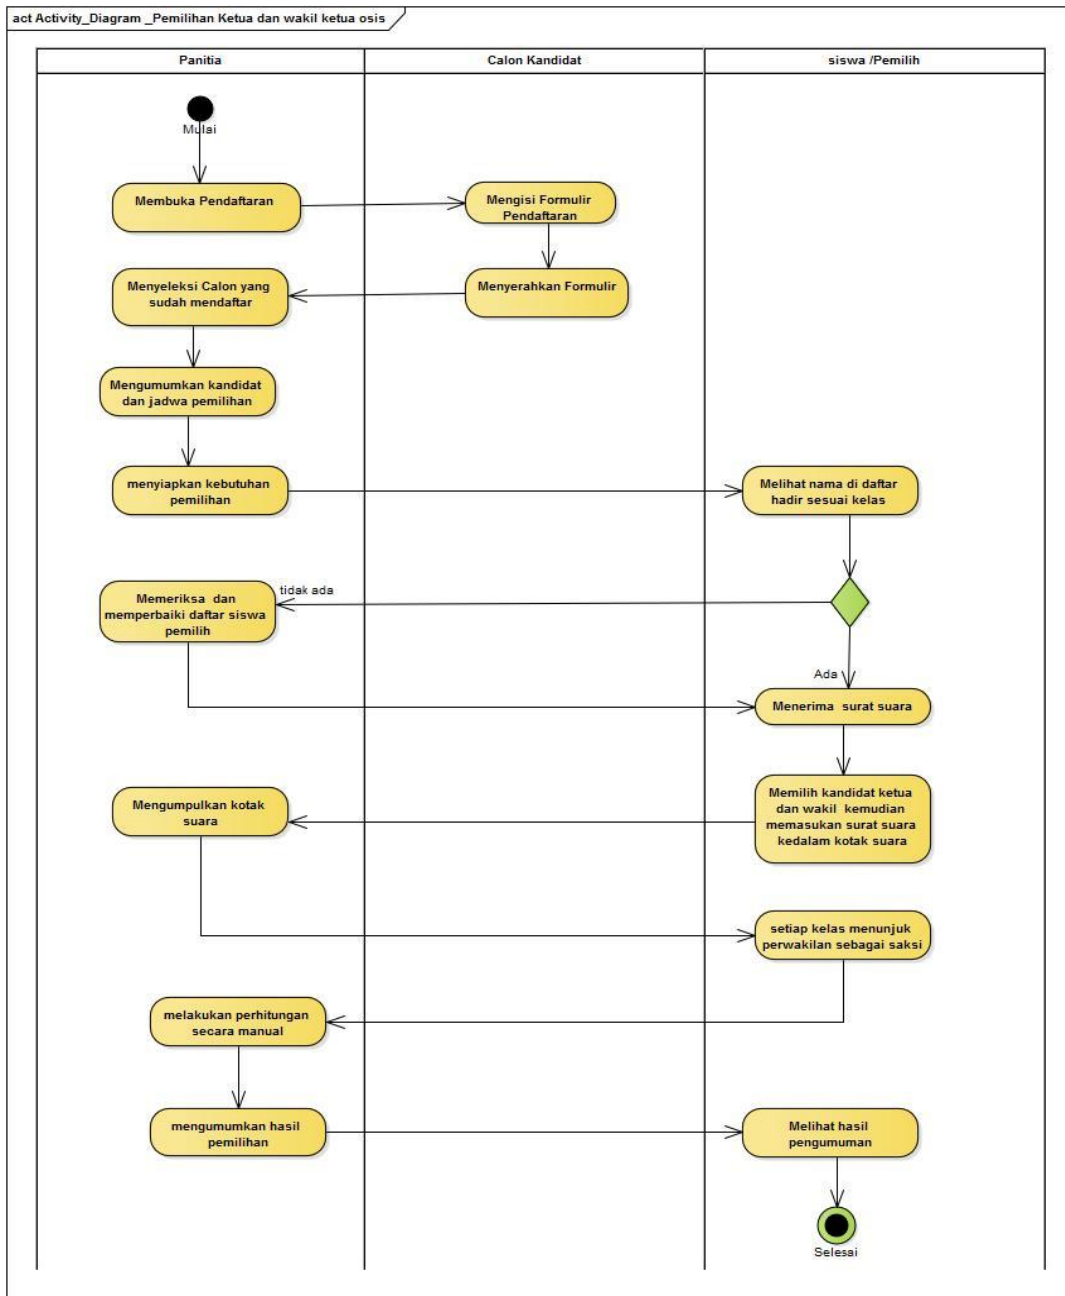 act Activity_Diagram _Pemilihan Ketua dan wakil ketua osis
Panitia
Calon Kandidat
siswa /Pemilih
Mulai
Membuka Pendaftaran
Mengisi Formulir
Pendaftaran
Menyeleksi Calon yang
sudah mendaftar
Menyerahkan Formulir
Mengumumkan kandidat
dan jadwa pemilihan
menyiapkan kebutuhan
pemilihan
Melihat nama di daftar
hadir sesuai kelas
Memeriksa dan
memperbaiki daftar siswa
pemilih
tidak ada
Ada
Menerima surat suara
Mengumpulkan kotak
suara
Memilih kandidat ketua
dan wakil kemudian
memasukan surat suara
kedalam kotak suara
setiap kelas menunjuk
perwakilan sebagai saksi
melakukan perhitungan
secara manual
mengumumkan hasil
pemilihan
Melihat hasil
pengumuman
Selesai